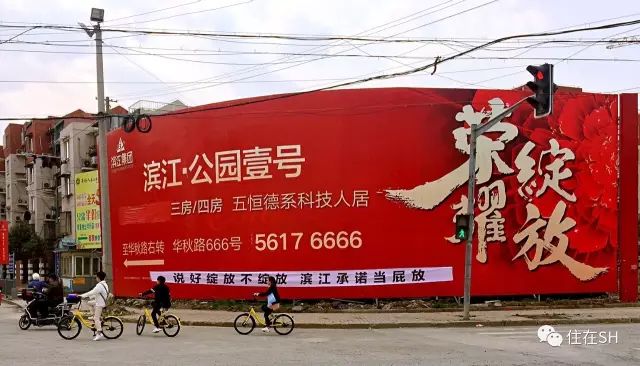 滨江集团
滨江·公园壹号
三房/四房 五恒德系科技人居
至华秋路右转 华秋路666号 5617 6666
荣耀绽放
说好绽放不绽放 滨江承诺当屁放
住在SH